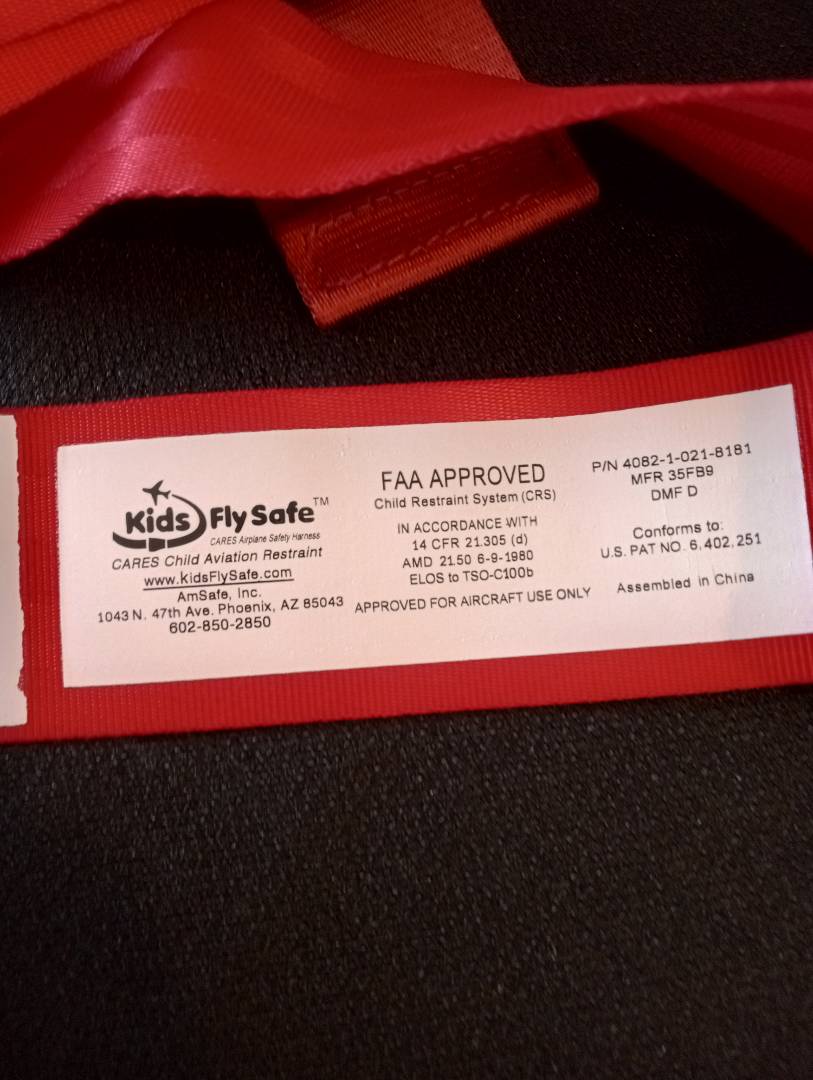 Kids Fly Safe™
CARES Airplane Safety Harness
CARES Child Aviation Restraint
www.KidsFlySafe.com
AmSafe, Inc.
1043 N. 47th Ave. Phoenix, AZ 85043
602-850-2850
FAA APPROVED
Child Restraint System (CRS)
IN ACCORDANCE WITH
14 CFR 21.305 (d)
AMD 21.50 6-9-1980
ELOS to TSO-C100b
APPROVED FOR AIRCRAFT USE ONLY
P/N 4082-1-021-8181
MFR 35FB9
DMF D
Conforms to:
U.S. PAT NO. 6,402,251
Assembled in China